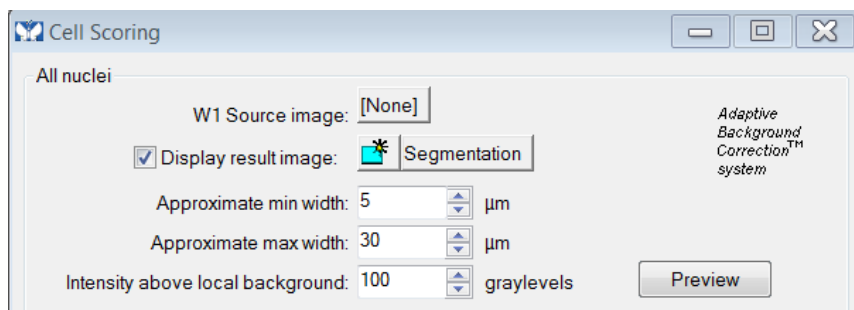 Cell Scoring
All nuclei
W1 Source image: [None]
Display result image: Segmentation
Adaptive
Background
Correction™
system
Approximate min width: 5 µm
Approximate max width: 30 µm
Intensity above local background: 100 graylevels
Preview